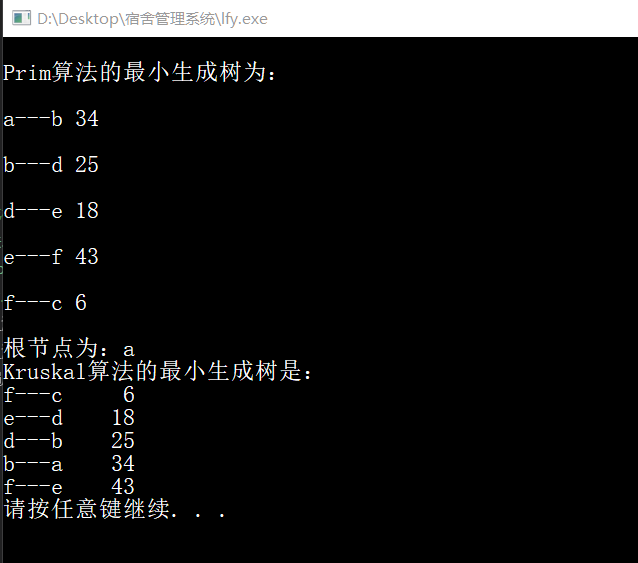 D:\Desktop\宿舍管理系统\lfy.exe
Prim算法的最小生成树为:
a---b 34
b---d 25
d---e 18
e---f 43
f---c 6
根节点为: a
Kruskal算法的最小生成树是:
f---c     6
e---d    18
d---b    25
b---a    34
f---e    43
请按任意键继续. . .